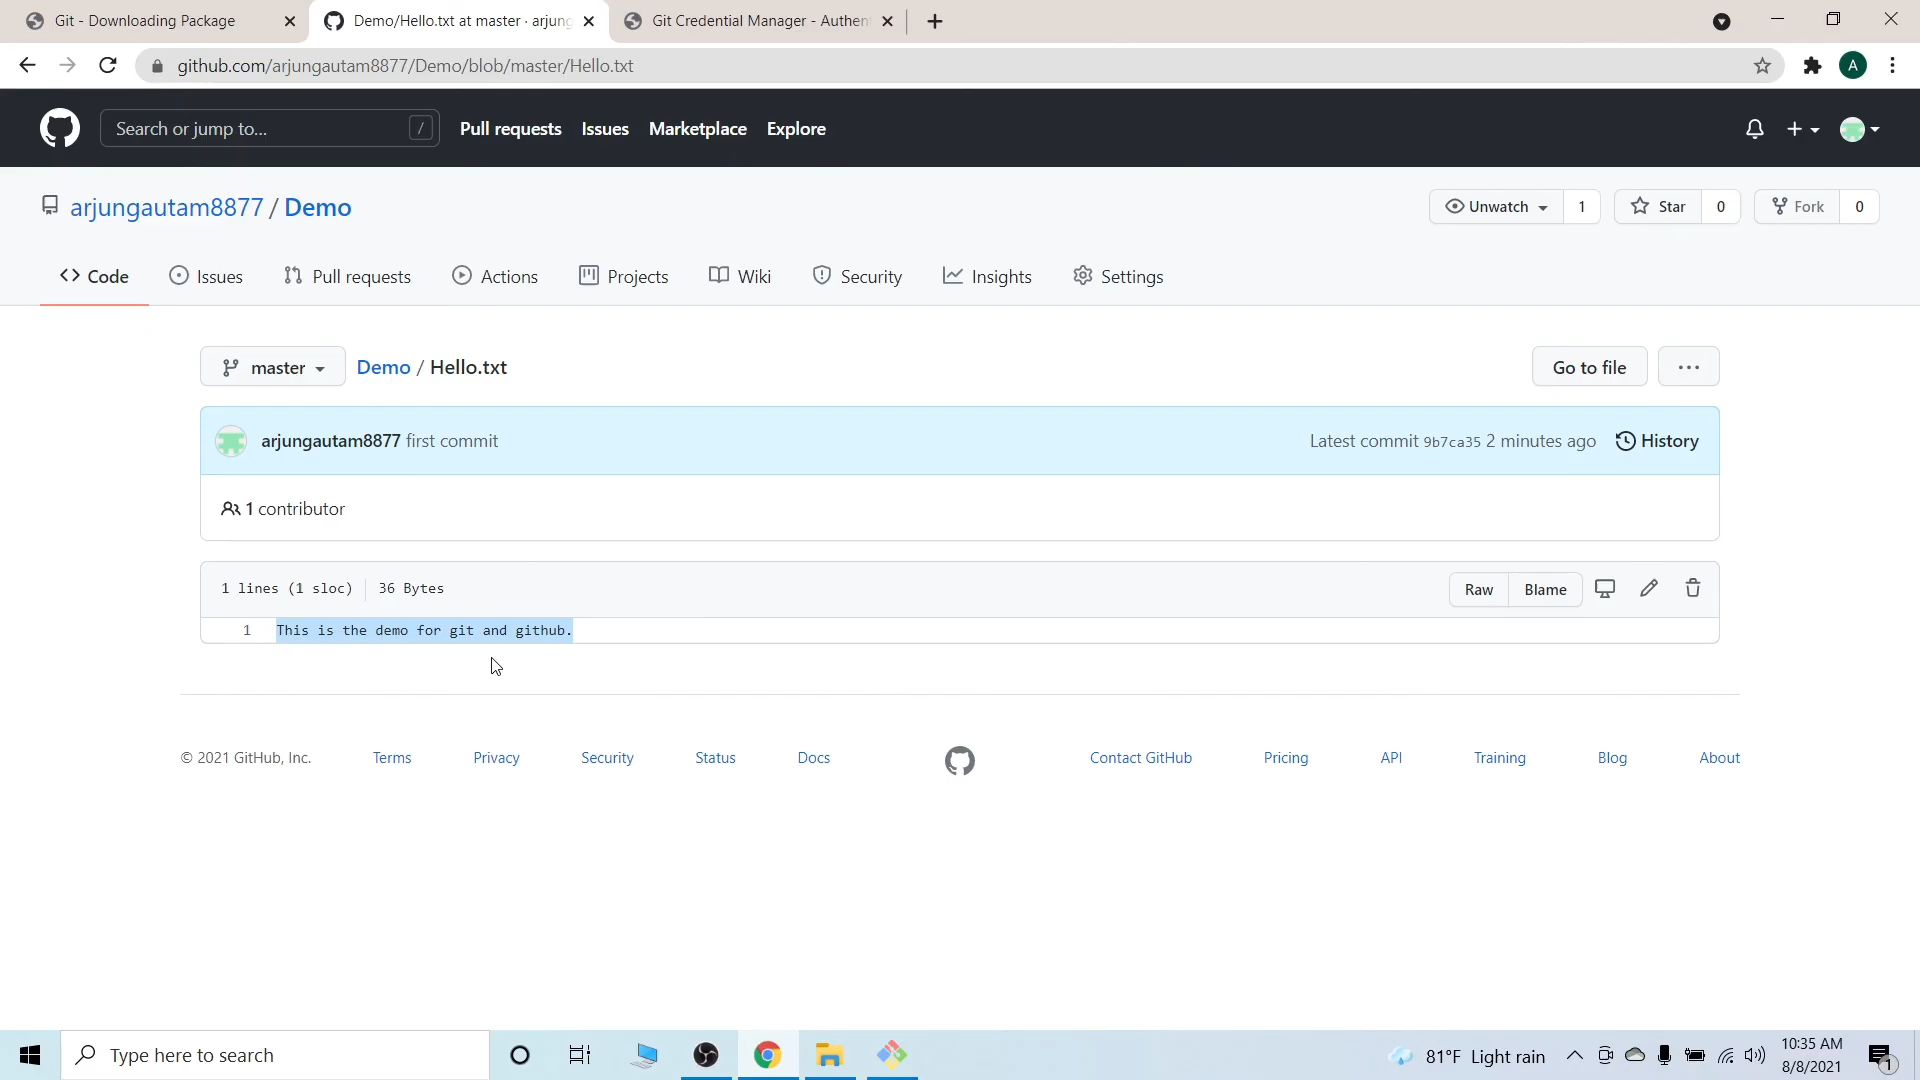 Git - Downloading Package
Demo/Hello.txt at master · arjung
Git Credential Manager - Authen
github.com/arjungautam8877/Demo/blob/master/Hello.txt
A
Search or jump to...
/
Pull requests
Issues
Marketplace
Explore
arjungautam8877 / Demo
Unwatch 1
Star 0
Fork 0
Code
Issues
Pull requests
Actions
Projects
Wiki
Security
Insights
Settings
master
Demo / Hello.txt
Go to file
...
arjungautam8877 first commit
Latest commit 9b7ca35 2 minutes ago
History
1 contributor
1 lines (1 sloc)
36 Bytes
Raw
Blame
1 This is the demo for git and github.
© 2021 GitHub, Inc.
Terms
Privacy
Security
Status
Docs
Contact GitHub
Pricing
API
Training
Blog
About
Type here to search
81°F Light rain
10:35 AM
8/8/2021
1